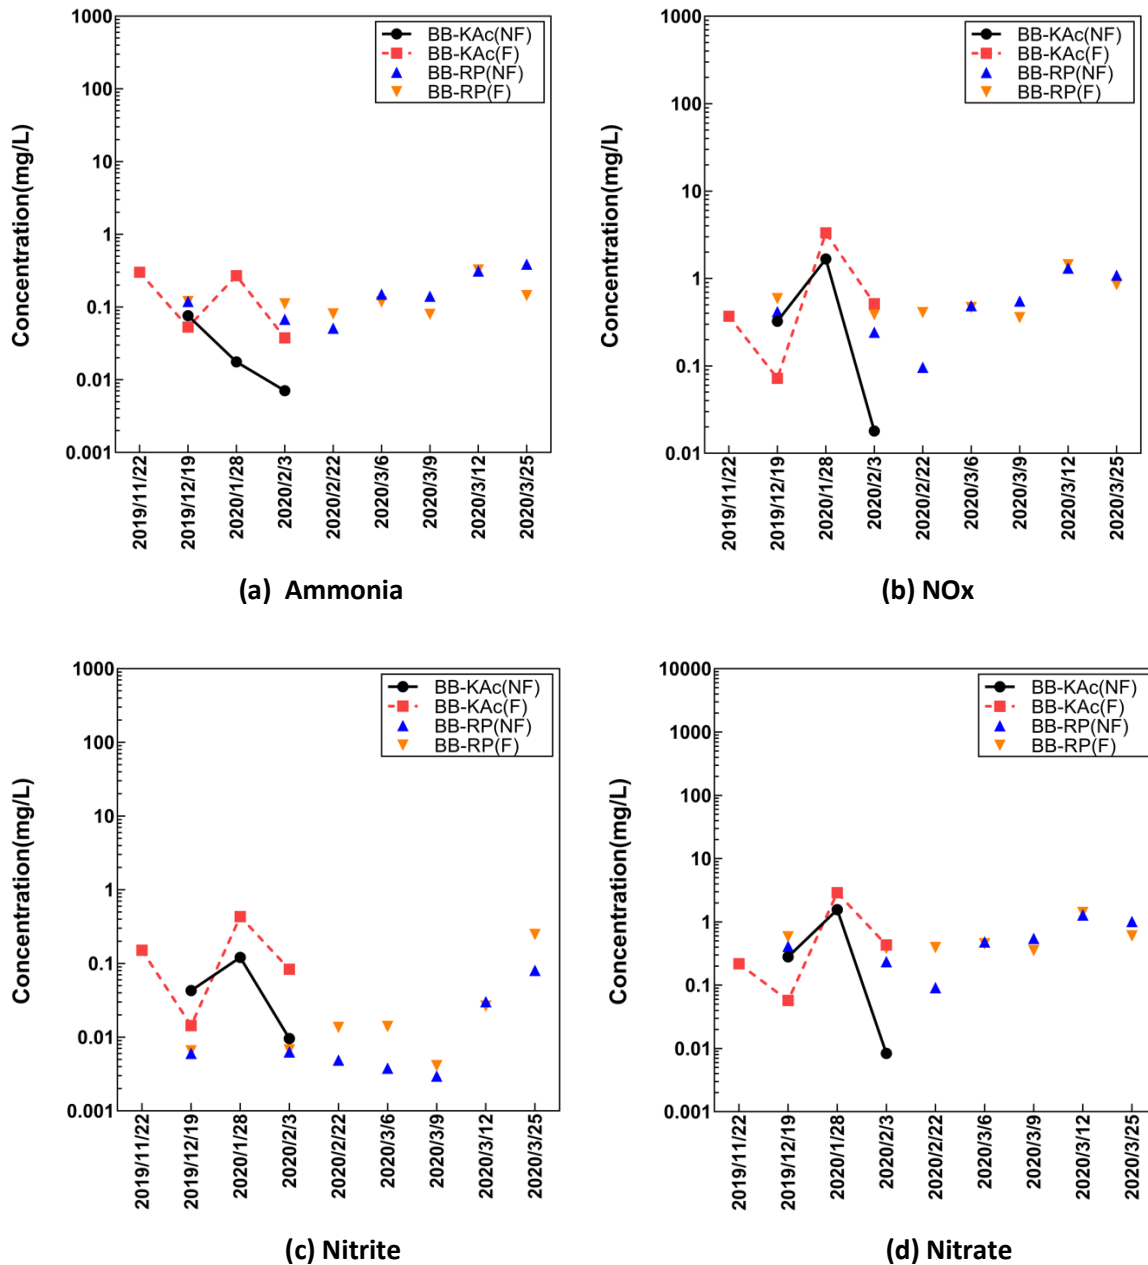 1000
100
10
1
0.1
0.01
0.001
Concentration(mg/L)
BB-KAc(NF)
BB-KAc(F)
BB-RP(NF)
BB-RP(F)
2019/11/22
2019/12/19
2020/1/28
2020/2/3
2020/2/22
2020/3/6
2020/3/9
2020/3/12
2020/3/25
(a) Ammonia
1000
100
10
1
0.1
0.01
Concentration(mg/L)
BB-KAc(NF)
BB-KAc(F)
BB-RP(NF)
BB-RP(F)
2019/11/22
2019/12/19
2020/1/28
2020/2/3
2020/2/22
2020/3/6
2020/3/9
2020/3/12
2020/3/25
(b) NOx
1000
100
10
1
0.1
0.01
0.001
Concentration(mg/L)
BB-KAc(NF)
BB-KAc(F)
BB-RP(NF)
BB-RP(F)
2019/11/22
2019/12/19
2020/1/28
2020/2/3
2020/2/22
2020/3/6
2020/3/9
2020/3/12
2020/3/25
(c) Nitrite
10000
1000
100
10
1
0.1
0.01
0.001
Concentration(mg/L)
BB-KAc(NF)
BB-KAc(F)
BB-RP(NF)
BB-RP(F)
2019/11/22
2019/12/19
2020/1/28
2020/2/3
2020/2/22
2020/3/6
2020/3/9
2020/3/12
2020/3/25
(d) Nitrate